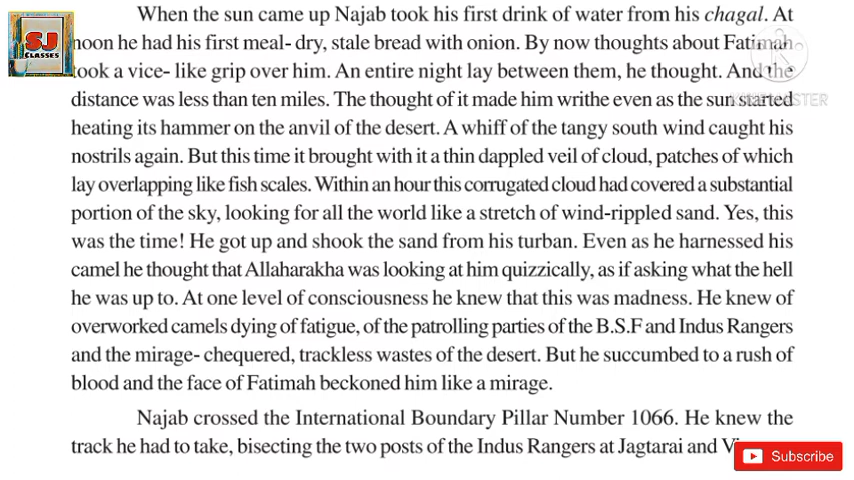 When the sun came up Najab took his first drink of water from his chagal. At
noon he had his first meal- dry, stale bread with onion. By now thoughts about Fatimah
took a vice- like grip over him. An entire night lay between them, he thought. And the
distance was less than ten miles. The thought of it made him writhe even as the sun started
heating its hammer on the anvil of the desert. A whiff of the tangy south wind caught his
nostrils again. But this time it brought with it a thin dappled veil of cloud, patches of which
lay overlapping like fish scales. Within an hour this corrugated cloud had covered a substantial
portion of the sky, looking for all the world like a stretch of wind-rippled sand. Yes, this
was the time! He got up and shook the sand from his turban. Even as he harnessed his
camel he thought that Allaharakha was looking at him quizzically, as if asking what the hell
he was up to. At one level of consciousness he knew that this was madness. He knew of
overworked camels dying of fatigue, of the patrolling parties of the B.S.F and Indus Rangers
and the mirage- chequered, trackless wastes of the desert. But he succumbed to a rush of
blood and the face of Fatimah beckoned him like a mirage.
Najab crossed the International Boundary Pillar Number 1066. He knew the
track he had to take, bisecting the two posts of the Indus Rangers at Jagtarai and
SJ
CLASSES
KINEMASTER
Subscribe